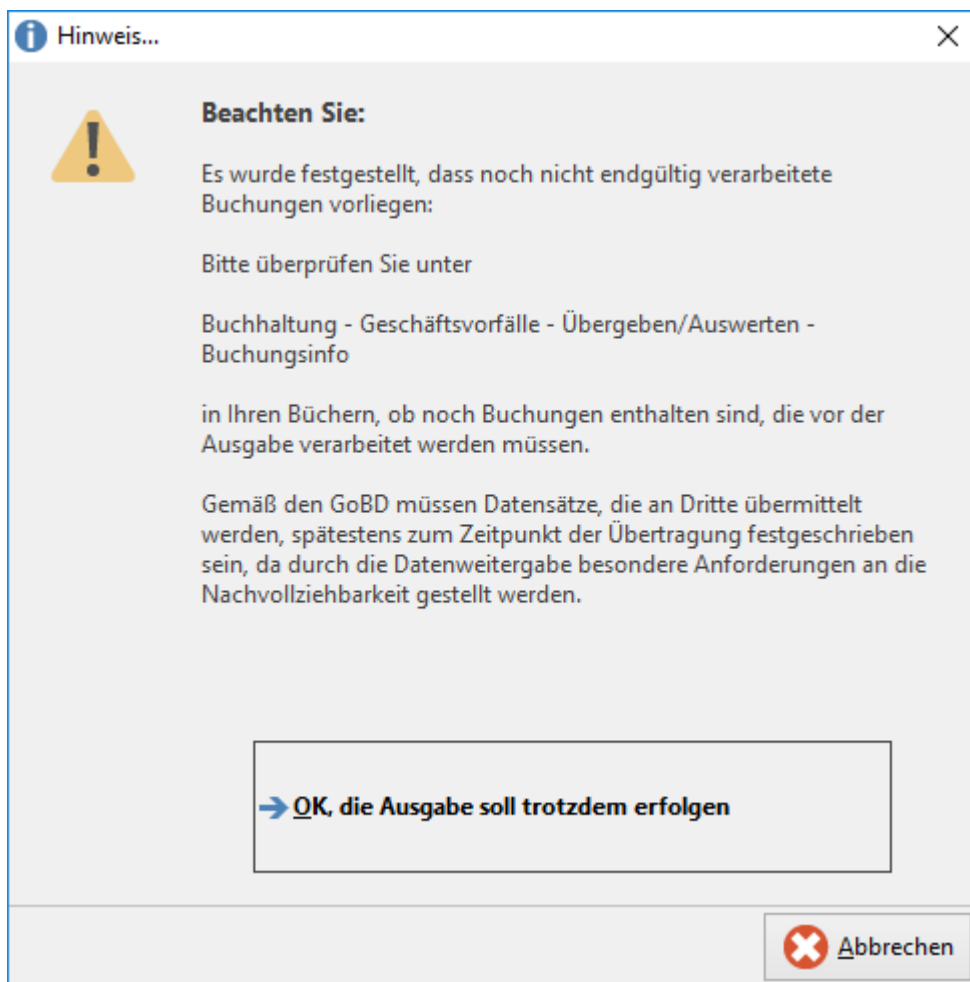 Hinweis...
Beachten Sie:
Es wurde festgestellt, dass noch nicht endgültig verarbeitete
Buchungen vorliegen:
Bitte überprüfen Sie unter
Buchhaltung - Geschäftsvorfälle - Übergeben/Auswerten -
Buchungsinfo
in Ihren Büchern, ob noch Buchungen enthalten sind, die vor der
Ausgabe verarbeitet werden müssen.
Gemäß den GoBD müssen Datensätze, die an Dritte übermittelt
werden, spätestens zum Zeitpunkt der Übertragung festgeschrieben
sein, da durch die Datenweitergabe besondere Anforderungen an die
Nachvollziehbarkeit gestellt werden.
OK, die Ausgabe soll trotzdem erfolgen
Abbrechen